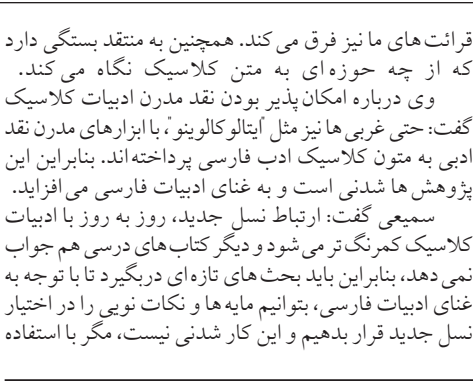 قرائت‌های ما نیز فرق می‌کند. همچنین به منتقد بستگی دارد
که از چه حوزه‌ای به متن کلاسیک نگاه می‌کند.
وی درباره امکان‌پذیر بودن نقد مدرن ادبیات کلاسیک
گفت: حتی غربی‌ها نیز مثل "ایتالوکالوینو"، با ابزارهای مدرن نقد
ادبی به متون کلاسیک ادب فارسی پرداخته‌اند. بنابراین این
پژوهش‌ها شدنی است و به غنای ادبیات فارسی می‌افزاید.
سمیعی گفت: ارتباط نسل جدید، روز به روز با ادبیات
کلاسیک کمرنگ‌تر می‌شود و دیگر کتاب‌های درسی هم جواب
نمی‌دهد، بنابراین باید بحث‌های تازه‌ای دربگیرد تا با توجه به
غنای ادبیات فارسی، بتوانیم مایه‌ها و نکات نویی را در اختیار
نسل جدید قرار بدهیم و این کار شدنی نیست، مگر با استفاده